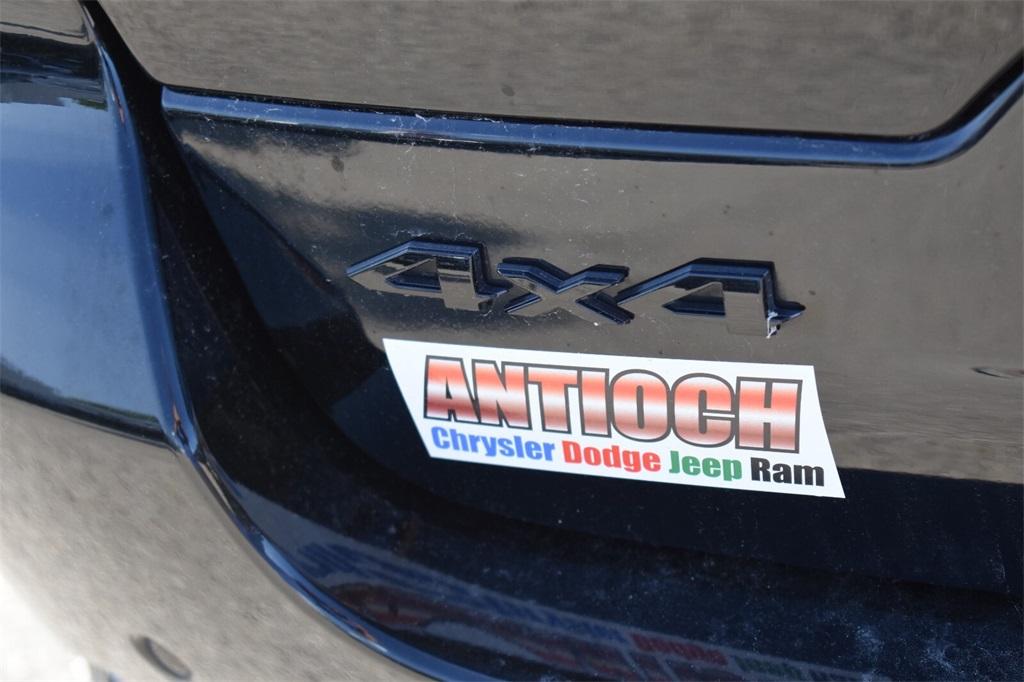 4x4
ANTIOCH
Chrysler Dodge Jeep Ram